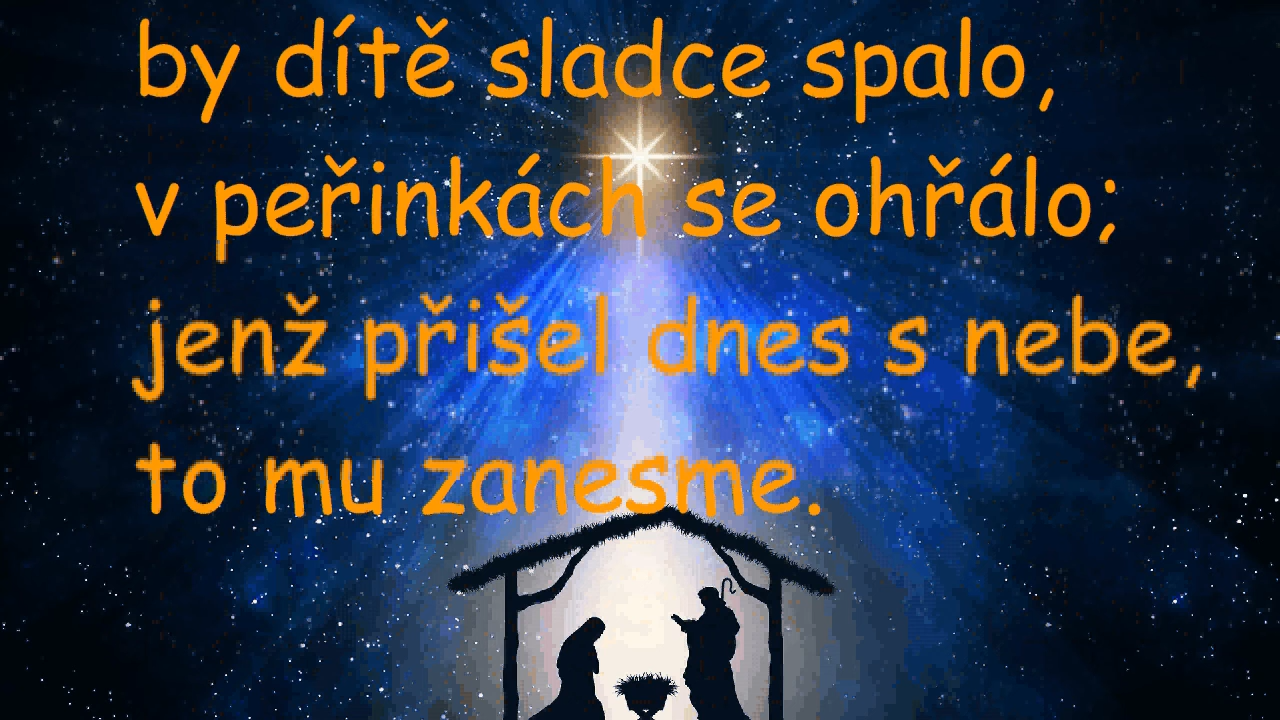 by dítě sladce spalo,
v peřinkách se ohřálo;
jenž přišel dnes s nebe,
to mu zanesme.